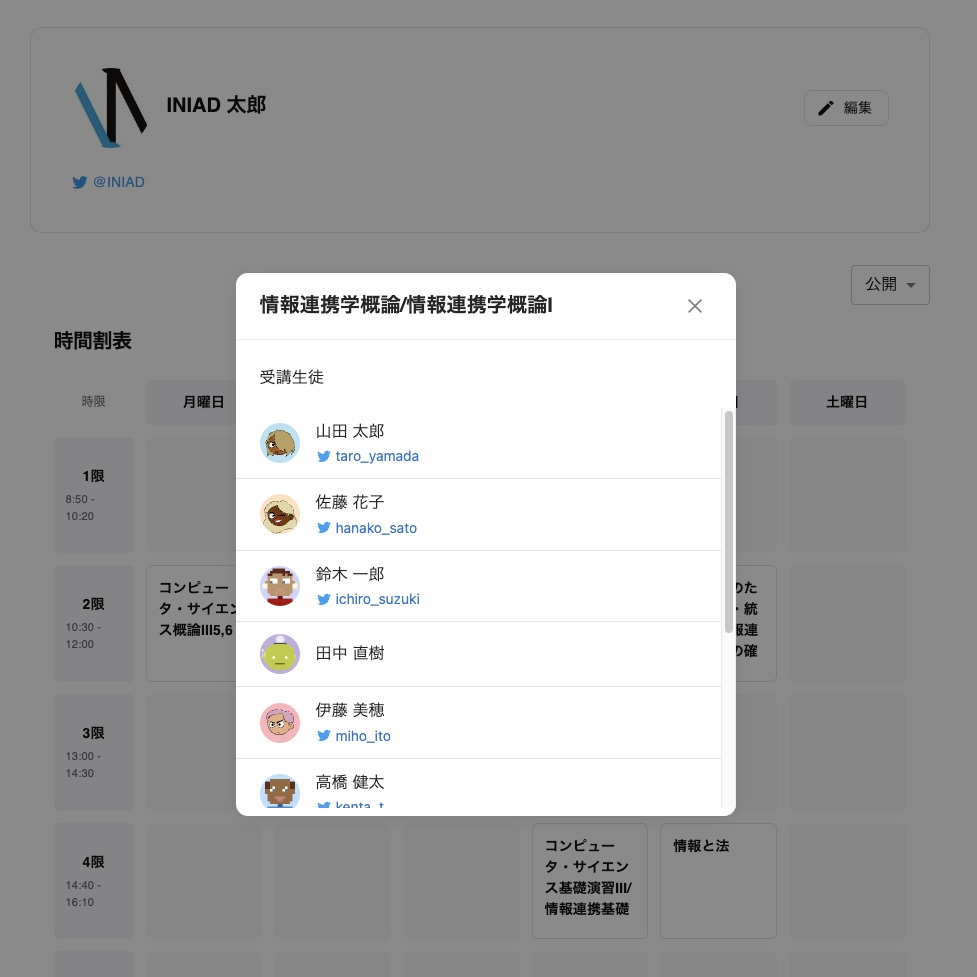 INIAD 太郎
編集
@INIAD
公開
時間割表
時限
月曜日
土曜日
1限
8:50 -
10:20
2限
10:30 -
12:00
コンピュー
タ・サイエン
ス概論III5,6
のた
・統
報連
の確
3限
13:00 -
14:30
4限
14:40 -
16:10
コンピュー
タ・サイエン
ス基礎演習III/
情報連携基礎
情報と法
情報連携学概論/情報連携学概論I
受講生徒
山田 太郎
taro_yamada
佐藤 花子
hanako_sato
鈴木 一郎
ichiro_suzuki
田中 直樹
伊藤 美穂
miho_ito
高橋 健太
kenta_t